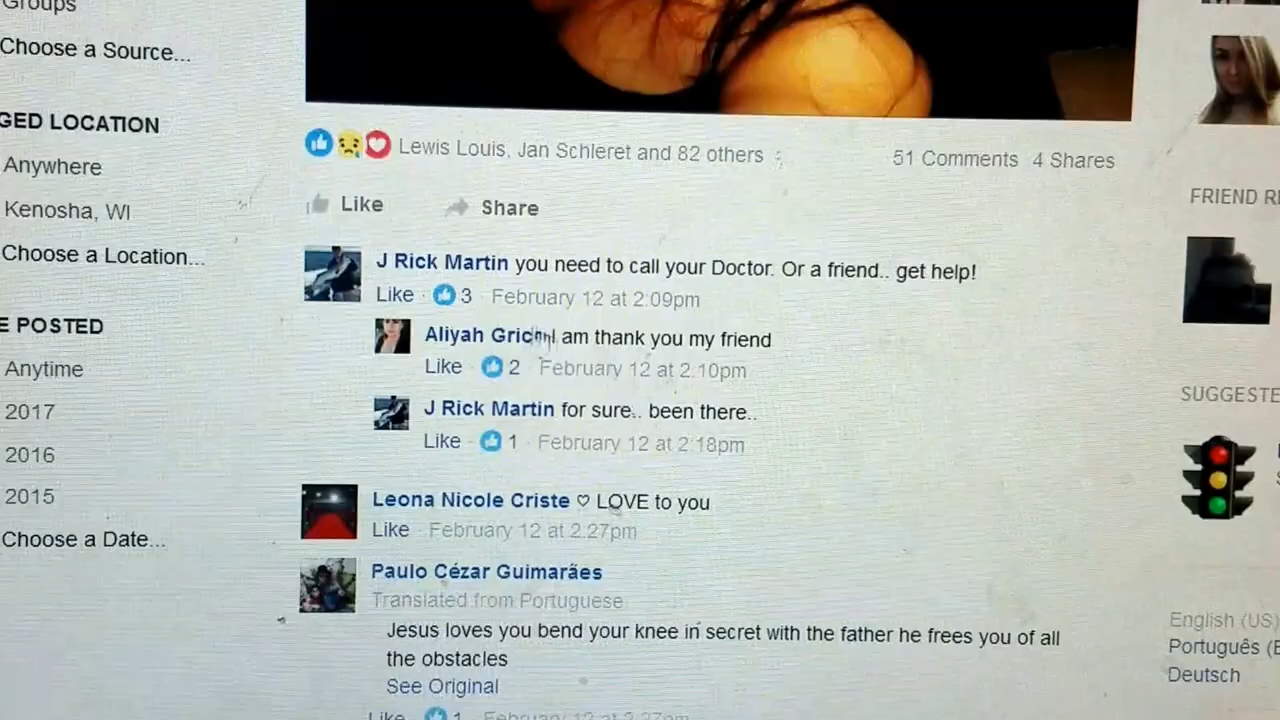 Groups
Choose a Source...
GED LOCATION
Anywhere
Kenosha, WI
Choose a Location...
E POSTED
Anytime
2017
2016
2015
Choose a Date...
Lewis Louis, Jan Schleret and 82 others
51 Comments 4 Shares
Like Share
J Rick Martin you need to call your Doctor. Or a friend.. get help!
Like · 3 · February 12 at 2:09pm
Aliyah I am thank you my friend
Like · 2 · February 12 at 2:10pm
J Rick Martin for sure.. been there..
Like · 1 · February 12 at 2:18pm
Leona Nicole Criste ♡ LOVE to you
Like · February 12 at 2:27pm
Paulo Cézar Guimarães
Translated from Portuguese
Jesus loves you bend your knee in secret with the father he frees you of all
the obstacles
See Original
Like · 1 · February 12 at 2:27pm
FRIEND RE
SUGGESTE
English (US)
Português (
Deutsch